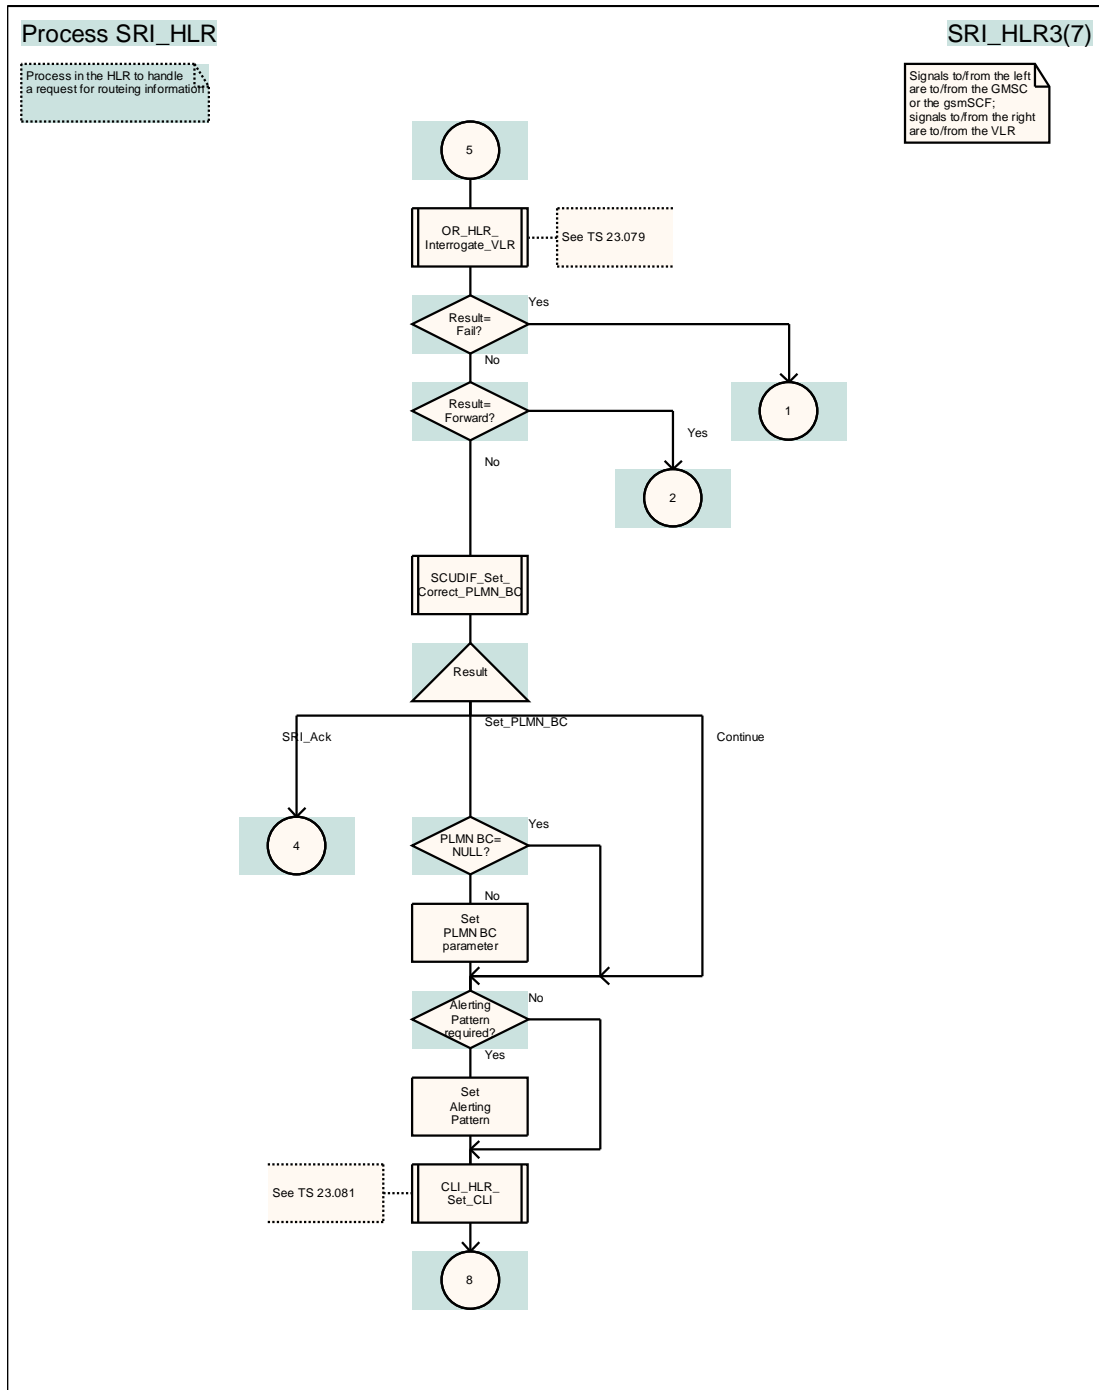 Process SRI_HLR
SRI_HLR3(7)
Process in the HLR to handle
a request for routeing information
Signals to/from the left
are to/from the GMSC
or the gsmSCF;
signals to/from the right
are to/from the VLR
5
OR_HLR_
Interrogate_VLR
See TS 23.079
Yes
Result=
Fail?
No
1
Result=
Forward?
Yes
No
2
SCUDIF_Set_
Correct_PLMN_BC
Result
Set_PLMN_BC
SRI_Ack
Continue
4
Yes
PLMN BC=
NULL?
No
Set
PLMN BC
parameter
No
Alerting
Pattern
required?
Yes
Set
Alerting
Pattern
See TS 23.081
CLI_HLR_
Set_CLI
8